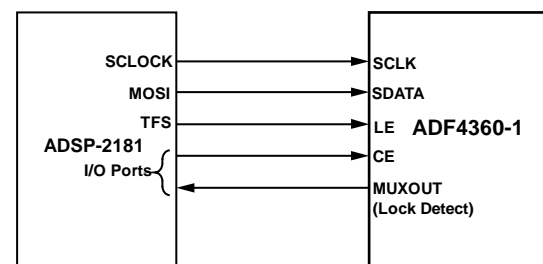 SCLOCK
MOSI
TFS
ADSP-2181
I/O Ports
SCLK
SDATA
LE
ADF4360-1
CE
MUXOUT
(Lock Detect)